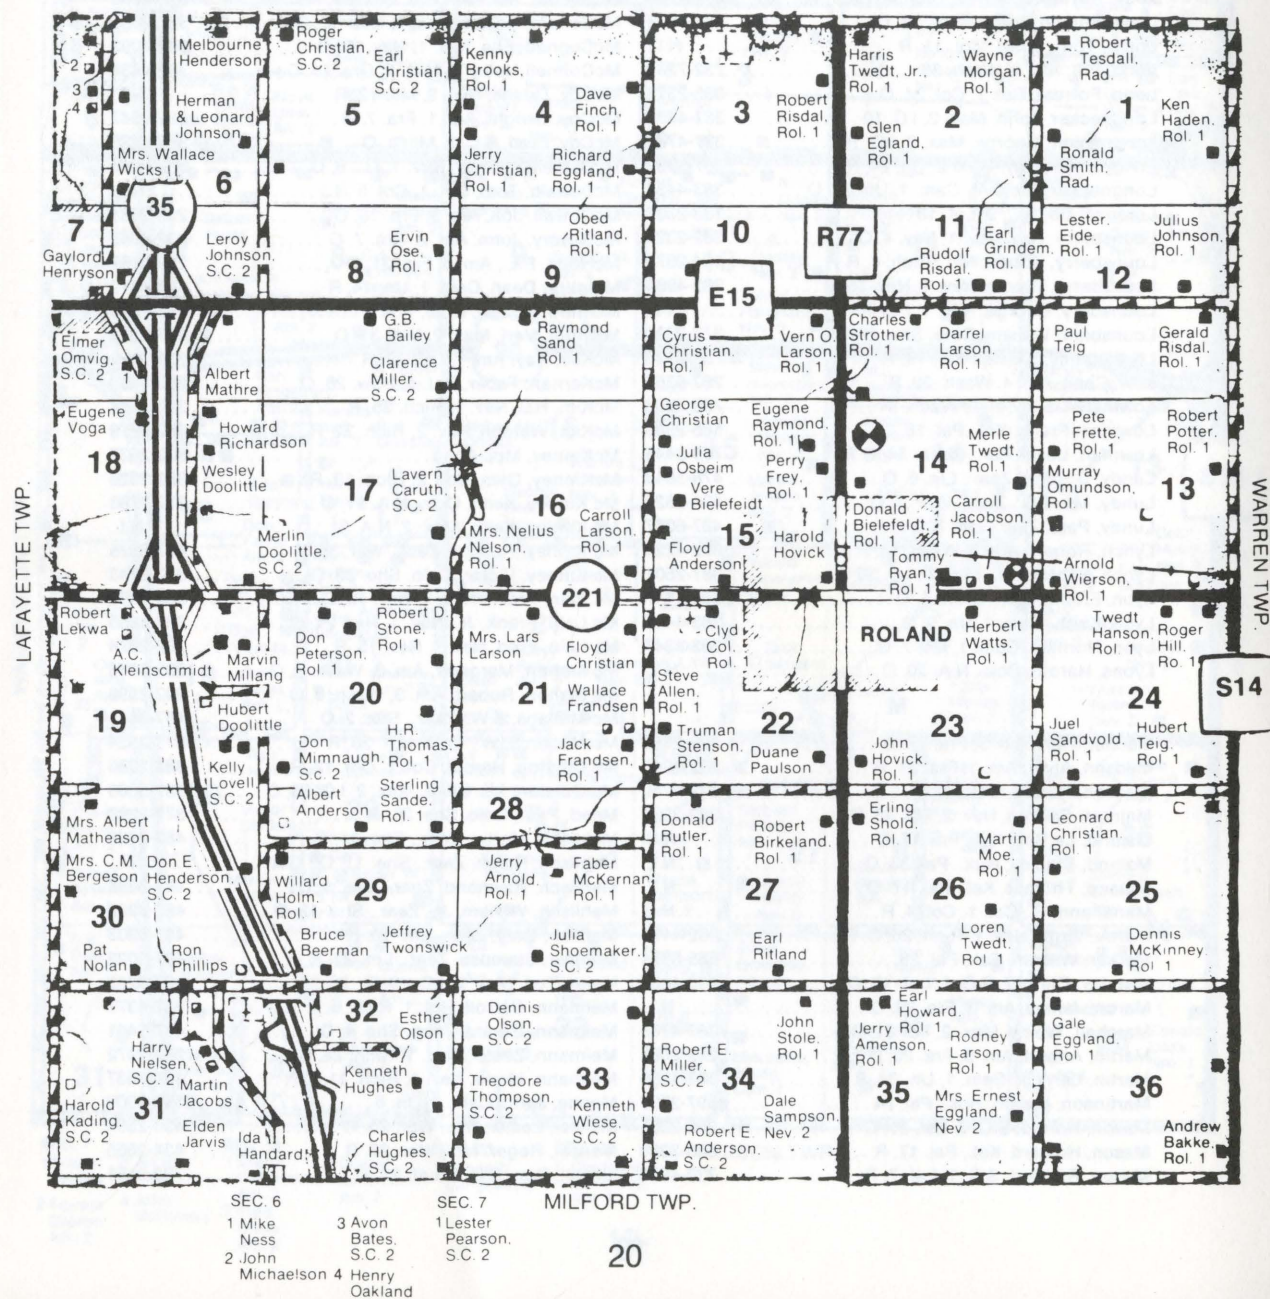 Melbourne
Henderson
2
3
4
Herman
& Leonard
Johnson
Mrs. Wallace
Wicks II
6
35
7
Gaylord
Henryson
Leroy
Johnson,
S.C. 2
Roger
Christian,
S.C. 2
Earl
Christian,
S.C. 2
5
Ervin
Ose,
Rol. 1
8
Kenny
Brooks,
Rol. 1
4
Dave
Finch,
Rol. 1
Jerry
Christian,
Rol. 1
Richard
Eggland,
Rol. 1
Obed
Ritland,
Rol. 1
9
3
Robert
Risdal,
Rol. 1
10
R77
E15
Harris
Twedt, Jr.,
Rol. 1
Wayne
Morgan,
Rol. 1
2
Glen
Egland,
Rol. 1
11
Earl
Grindem,
Rol. 1
Rudolf
Risdal,
Rol. 1
Robert
Tesdall,
Rad.
1
Ken
Haden,
Rol. 1
Ronald
Smith,
Rad.
Lester
Eide,
Rol. 1
Julius
Johnson,
Rol. 1
12
Elmer
Omvig,
S.C. 2
Albert
Mathre
Eugene
Voga
Howard
Richardson
18
Wesley
Doolittle
Merlin
Doolittle,
S.C. 2
G.B.
Bailey
Clarence
Miller,
S.C. 2
17
Lavern
Caruth,
S.C. 2
Raymond
Sand,
Rol. 1
16
Mrs. Nelius
Nelson,
Rol. 1
Carroll
Larson,
Rol. 1
Cyrus
Christian,
Rol. 1
Vern O.
Larson,
Rol. 1
George
Christian
Eugene
Raymond,
Rol. 1
Julia
Osbeim
Perry
Frey,
Rol. 1
Vere
Bielefeldt
15
Floyd
Anderson
Harold
Hovick
Charles
Strother,
Rol. 1
Darrel
Larson,
Rol. 1
Merle
Twedt,
Rol. 1
14
Donald
Bielefeldt,
Rol. 1
Carroll
Jacobson
Tommy
Ryan,
Rol. 1
Paul
Teig
Gerald
Risdal,
Rol. 1
Pete
Frette,
Rol. 1
Robert
Potter,
Rol. 1
Murray
Omundson,
Rol. 1
13
Arnold
Wierson,
Rol. 1
LAFAYETTE TWP.
WARREN TWP.
221
Robert
Lekwa
A.C.
Kleinschmidt
Marvin
Millang
Hubert
Doolittle
19
Kelly
Lovell,
S.C. 2
Don
Peterson,
Rol. 1
Robert D.
Stone,
Rol. 1
20
H.R.
Thomas,
Rol. 1
Don
Mimnaugh,
S.c. 2
Albert
Anderson
Sterling
Sande,
Rol. 1
Mrs. Lars
Larson
Floyd
Christian
21
Wallace
Frandsen
Jack
Frandsen,
Rol. 1
28
Clyd
Col.
Rol. 1
Steve
Allen,
Rol. 1
Truman
Stenson,
Rol. 1
22
Duane
Paulson
ROLAND
Herbert
Watts,
Rol. 1
23
John
Hovick,
Rol. 1
Twedt
Hanson,
Rol. 1
Roger
Hill,
Ro. 1
24
S14
Juel
Sandvold,
Rol. 1
Hubert
Teig,
Rol.
Mrs. Albert
Matheason
Mrs. C.M.
Bergeson
Don E.
Henderson,
S.C. 2
30
Pat
Nolan
Ron
Phillips
Willard
Holm,
Rol. 1
29
Bruce
Beerman
Jeffrey
Twonswick
Jerry
Arnold,
Rol. 1
Faber
McKernan
Julia
Shoemaker,
S.C. 2
Donald
Rutler,
Rol. 1
Robert
Birkeland,
Rol. 1
27
Earl
Ritland
Erling
Shold,
Rol. 1
Martin
Moe,
Rol. 1
26
Loren
Twedt,
Rol. 1
Leonard
Christian,
Rol. 1
25
Dennis
McKinney
Rol 1
Harry
Nielsen,
S.C. 2
Martin
Jacobs
31
Harold
Kading,
S.C. 2
Elden
Jarvis
Ida
Handard
32
Esther
Olson
Kenneth
Hughes
Charles
Hughes,
S.C. 2
Dennis
Olson,
S.C. 2
Theodore
Thompson,
S.C. 2
33
Kenneth
Wiese,
S.C. 2
John
Stole,
Rol. 1
Robert E.
Miller,
S.C. 2
34
Dale
Sampson,
Nev. 2
Robert E.
Anderson,
S.C. 2
Earl
Howard,
Rol.
Jerry
Amenson,
Rol. 1
Rodney
Larson,
Rol. 1
35
Mrs. Ernest
Eggland,
Nev. 2
Gale
Eggland,
Rol. 1
36
Andrew
Bakke,
Rol. 1
MILFORD TWP.
SEC. 6
1 Mike
Ness
2 John
Michaelson
3 Avon
Bates,
S.C. 2
4 Henry
Oakland
SEC. 7
1 Lester
Pearson,
S.C. 2
20